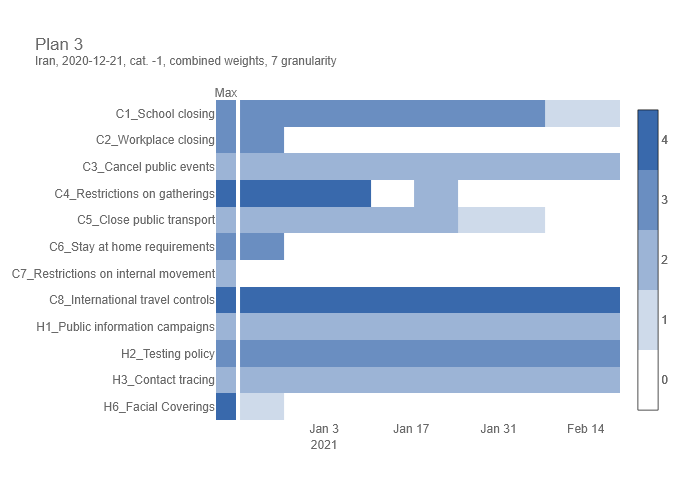 Plan 3
Iran, 2020-12-21, cat. -1, combined weights, 7 granularity
Max
C1_School closing
C2_Workplace closing
C3_Cancel public events
C4_Restrictions on gatherings
C5_Close public transport
C6_Stay at home requirements
C7_Restrictions on internal movement
C8_International travel controls
H1_Public information campaigns
H2_Testing policy
H3_Contact tracing
H6_Facial Coverings
4
3
2
1
0
Jan 3
2021
Jan 17
Jan 31
Feb 14